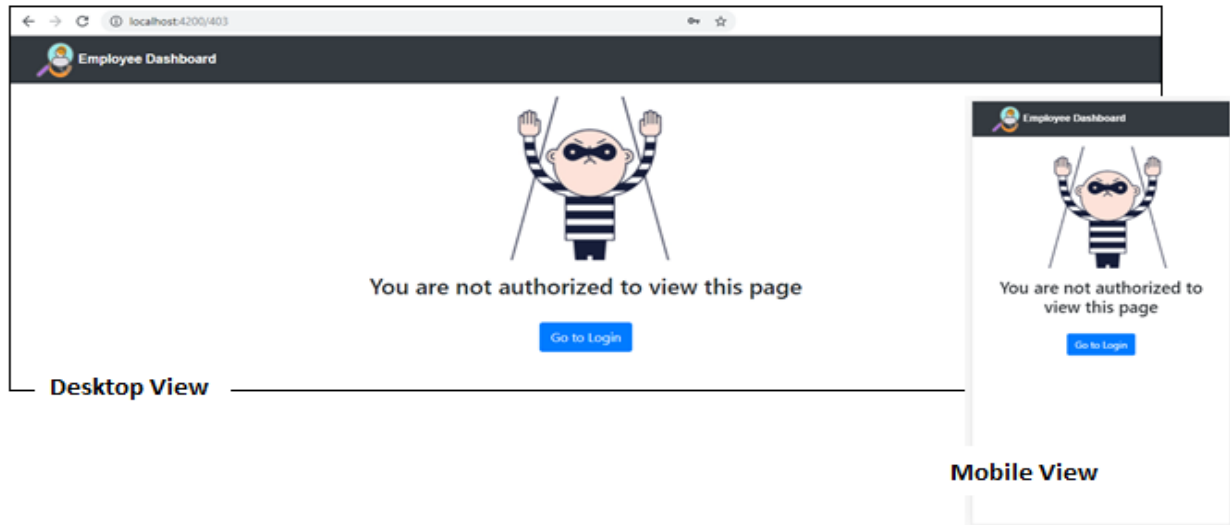 localhost:4200/403
Employee Dashboard
You are not authorized to view this page
Go to Login
Desktop View
Employee Dashboard
You are not authorized to
view this page
Go to Login
Mobile View